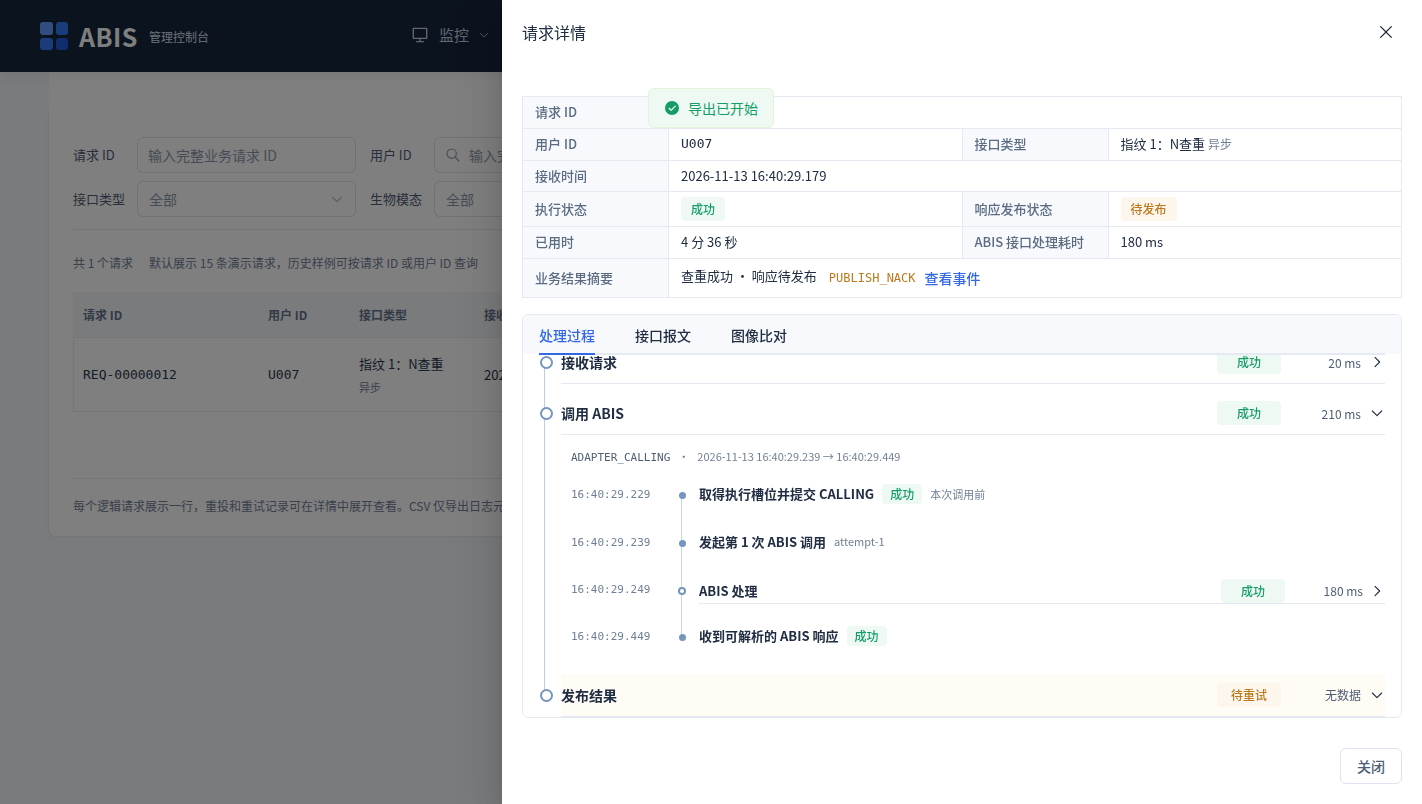 ABIS 管理控制台
监控
请求 ID 输入完整业务请求 ID 用户 ID
接口类型 全部 生物模态 全部
共 1 个请求 默认展示 15 条演示请求，历史样例可按请求 ID 或用户 ID 查询
请求 ID 用户 ID 接口类型
REQ-00000012 U007 指纹 1：N查重
异步
每个逻辑请求展示一行，重投和重试记录可在详情中展开查看。CSV 仅导出日志元
请求详情
导出已开始
请求 ID
用户 ID U007 接口类型 指纹 1：N查重 异步
接收时间 2026-11-13 16:40:29.179
执行状态 成功 响应发布状态 待发布
已用时 4 分 36 秒 ABIS 接口处理耗时 180 ms
业务结果摘要 查重成功 · 响应待发布 PUBLISH_NACK 查看事件
处理过程 接口报文 图像比对
接收请求 成功 20 ms
调用 ABIS 成功 210 ms
ADAPTER_CALLING · 2026-11-13 16:40:29.239 → 16:40:29.449
16:40:29.229 取得执行槽位并提交 CALLING 成功 本次调用前
16:40:29.239 发起第 1 次 ABIS 调用 attempt-1
16:40:29.249 ABIS 处理 成功 180 ms
16:40:29.449 收到可解析的 ABIS 响应 成功
发布结果 待重试 无数据
关闭